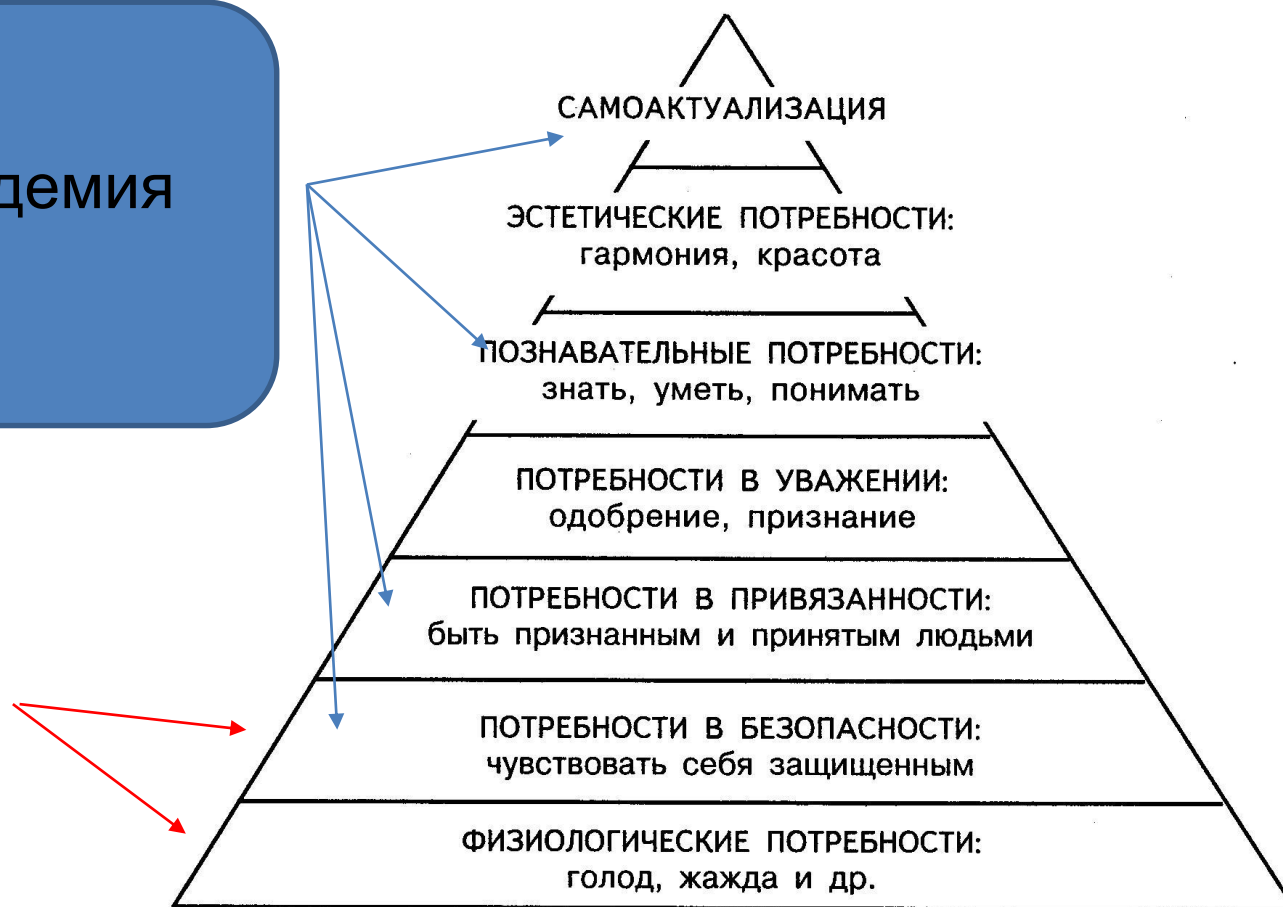 демия
САМОАКТУАЛИЗАЦИЯ
ЭСТЕТИЧЕСКИЕ ПОТРЕБНОСТИ:
гармония, красота
ПОЗНАВАТЕЛЬНЫЕ ПОТРЕБНОСТИ:
знать, уметь, понимать
ПОТРЕБНОСТИ В УВАЖЕНИИ:
одобрение, признание
ПОТРЕБНОСТИ В ПРИВЯЗАННОСТИ:
быть признанным и принятым людьми
ПОТРЕБНОСТИ В БЕЗОПАСНОСТИ:
чувствовать себя защищенным
ФИЗИОЛОГИЧЕСКИЕ ПОТРЕБНОСТИ:
голод, жажда и др.